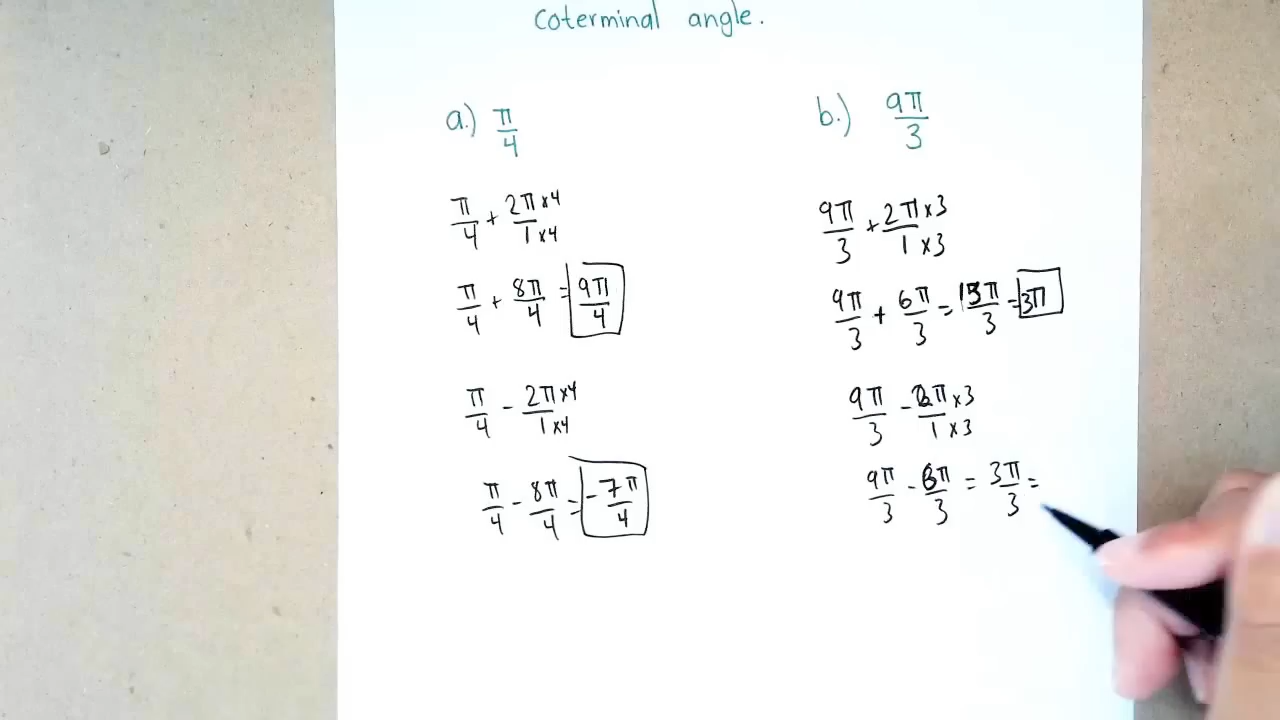 coterminal angle.
a.) π/4
π/4 + 2π×4/1×4
π/4 + 8π/4 = 9π/4
π/4 - 2π×4/1×4
π/4 - 8π/4 = -7π/4
b.) 9π/3
9π/3 + 2π×3/1×3
9π/3 + 6π/3 = 15π/3 = 3π
9π/3 - 2π×3/1×3
9π/3 - 6π/3 = 3π/3 =